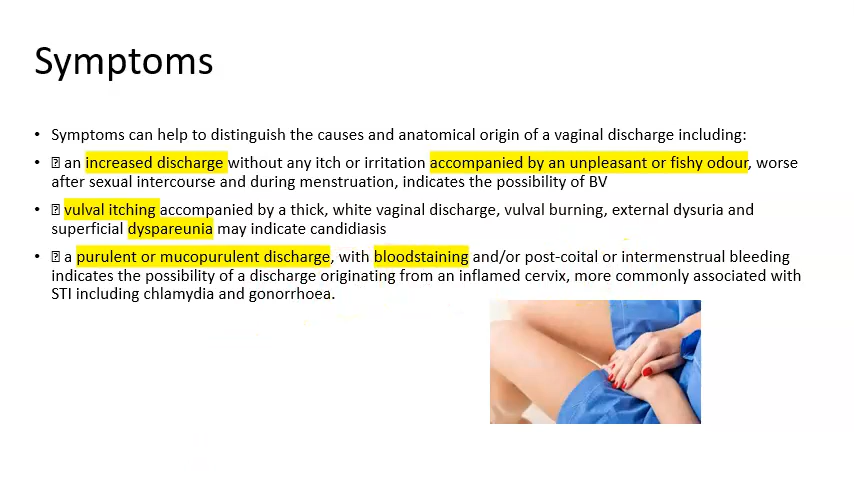 Symptoms
• Symptoms can help to distinguish the causes and anatomical origin of a vaginal discharge including:
• an increased discharge without any itch or irritation accompanied by an unpleasant or fishy odour, worse
after sexual intercourse and during menstruation, indicates the possibility of BV
• vulval itching accompanied by a thick, white vaginal discharge, vulval burning, external dysuria and
superficial dyspareunia may indicate candidiasis
• a purulent or mucopurulent discharge, with bloodstaining and/or post-coital or intermenstrual bleeding
indicates the possibility of a discharge originating from an inflamed cervix, more commonly associated with
STI including chlamydia and gonorrhoea.